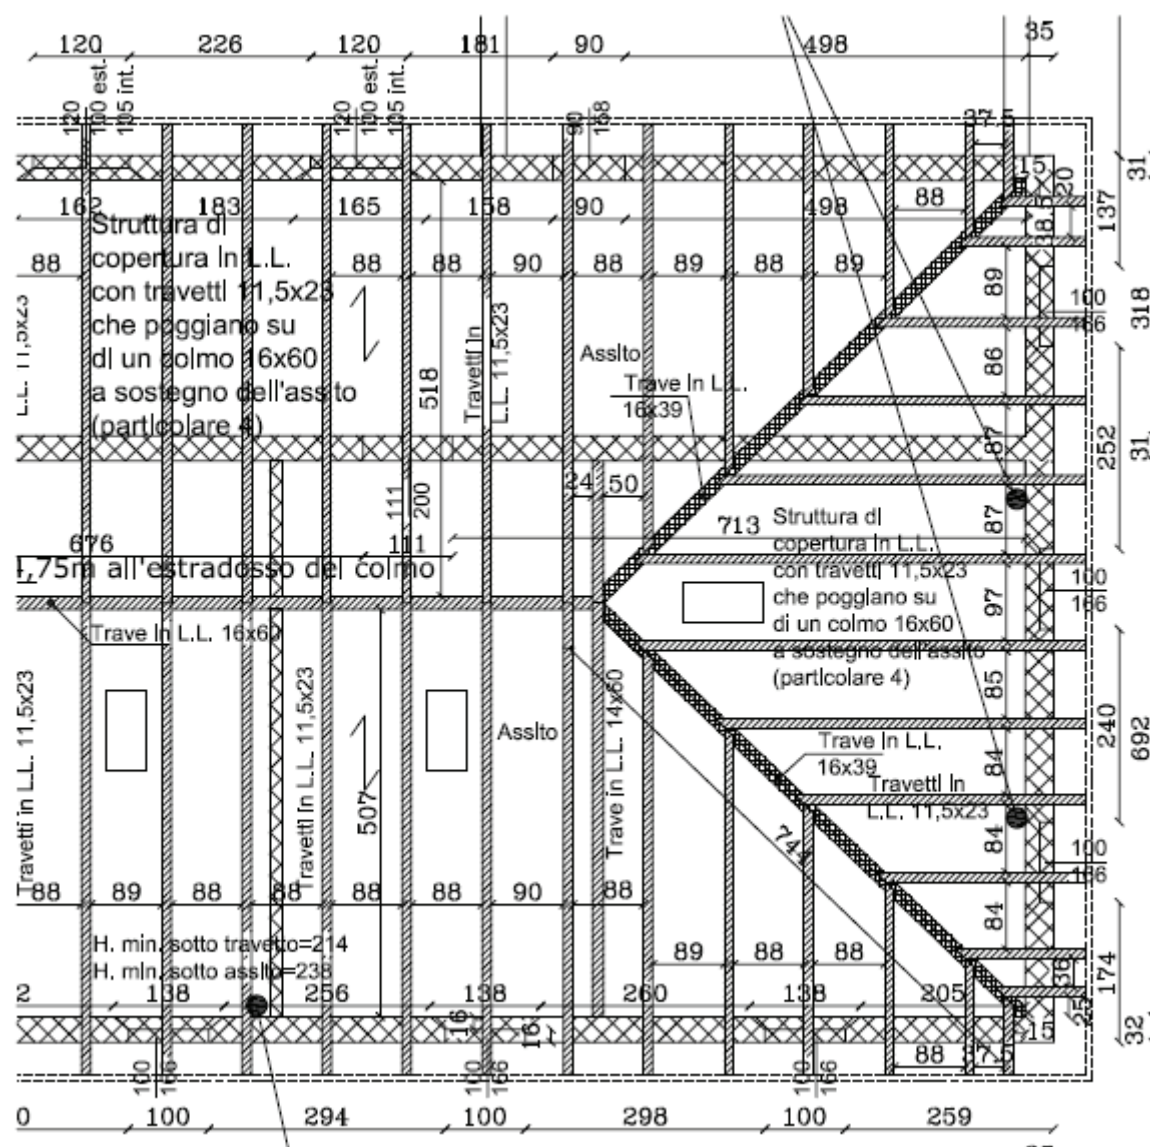 120 226 120 181 90 498 35
120
100 est.
105 int.
120
100 est.
105 int.
90
158
37,5
15
20
31
137
38.5
162 183 165 158 90 498 88
Struttura di
copertura in L.L.
con travetti 11,5x23
che poggiano su
di un colmo 16x60
a sostegno dell'assito
(particolare 4)
88 88 88 90 88 89 88 89
89
100
166
318
L.L. 11,5x23
Travetti in
L.L. 11,5x23
Assito
Trave in L.L.
16x39
518
86
87
252
31
24 50
111
200
713
87
676 111
4,75m all'estradosso del colmo
Struttura di
copertura in L.L.
con travetti 11,5x23
che poggiano su
di un colmo 16x60
a sostegno dell'assito
(particolare 4)
100
166
97
Trave in L.L. 16x60
85
Travetti in L.L. 11,5x23
Travetti in L.L. 11,5x23
Trave in L.L. 14x60
Assito
507
240
692
84
Trave in L.L.
16x39
Travetti in
L.L. 11,5x23
744
84
100
166
88 89 88 88 88 88 90 88
84
H. min. sotto travetto=214
H. min. sotto assito=238
89 88 88
36
174
2 138 256 138 260 138 205
25
16
16
15
32
88 37,5
100
166
100
166
100
166
0 100 294 100 298 100 259